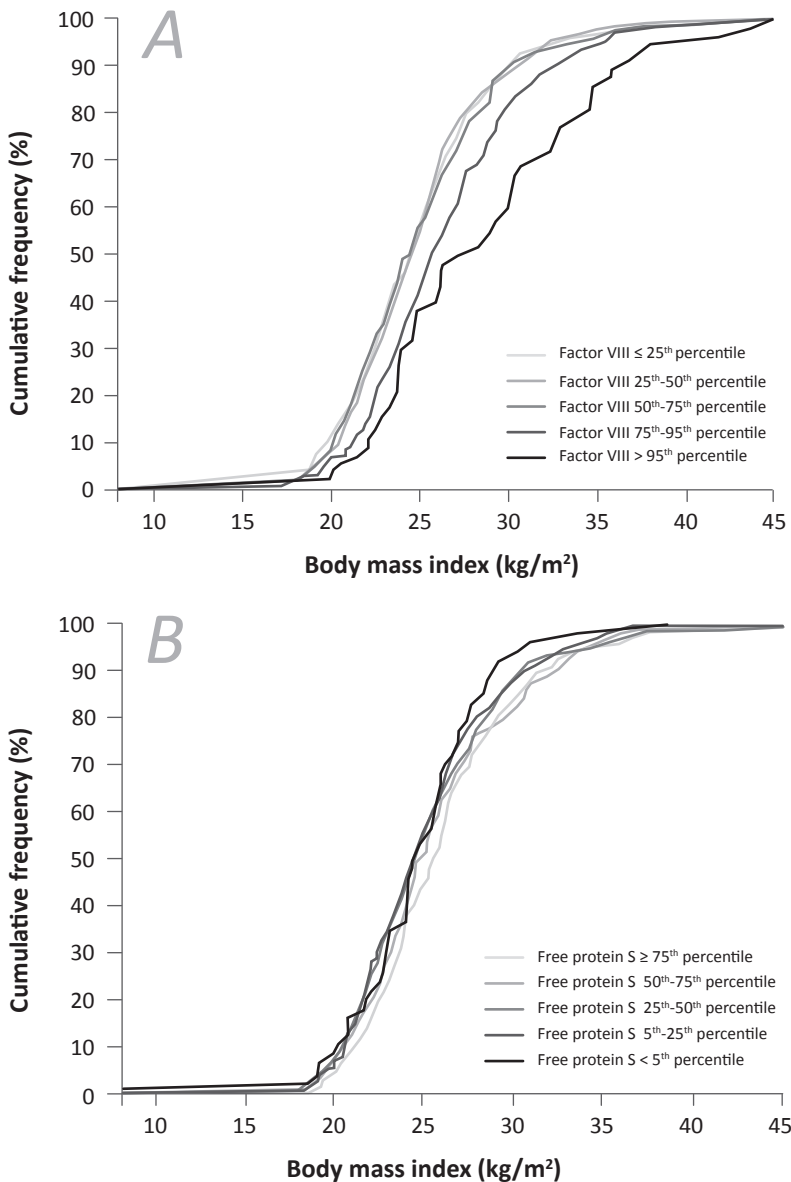 A
Cumulative frequency (%)
100
90
80
70
60
50
40
30
20
10
0
10 15 20 25 30 35 40 45
Body mass index (kg/m²)
Factor VIII ≤ 25th percentile
Factor VIII 25th-50th percentile
Factor VIII 50th-75th percentile
Factor VIII 75th-95th percentile
Factor VIII > 95th percentile
B
Cumulative frequency (%)
100
90
80
70
60
50
40
30
20
10
0
10 15 20 25 30 35 40 45
Body mass index (kg/m²)
Free protein S ≥ 75th percentile
Free protein S 50th-75th percentile
Free protein S 25th-50th percentile
Free protein S 5th-25th percentile
Free protein S < 5th percentile